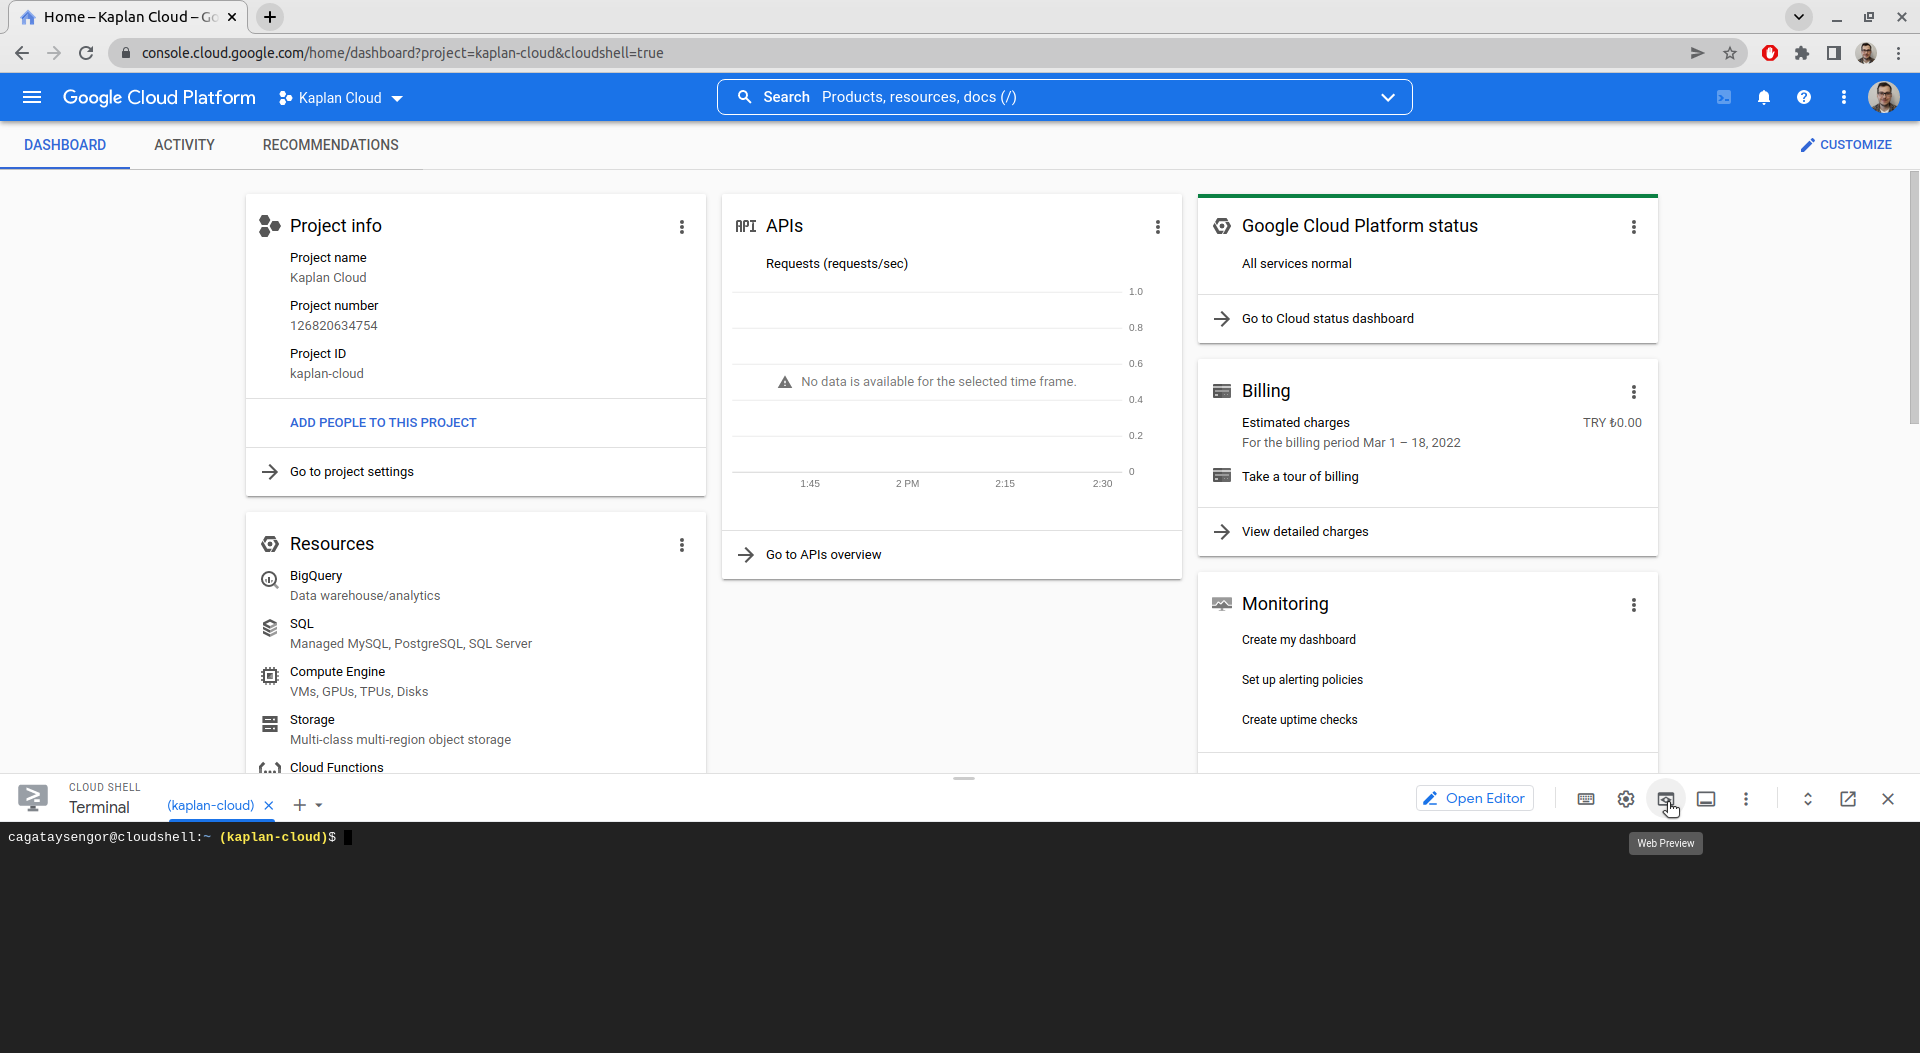 Home – Kaplan Cloud – Go
console.cloud.google.com/home/dashboard?project=kaplan-cloud&cloudshell=true
Google Cloud Platform
Kaplan Cloud
Search Products, resources, docs (/)
DASHBOARD
ACTIVITY
RECOMMENDATIONS
CUSTOMIZE
Project info
Project name
Kaplan Cloud
Project number
126820634754
Project ID
kaplan-cloud
ADD PEOPLE TO THIS PROJECT
Go to project settings
Resources
BigQuery
Data warehouse/analytics
SQL
Managed MySQL, PostgreSQL, SQL Server
Compute Engine
VMs, GPUs, TPUs, Disks
Storage
Multi-class multi-region object storage
Cloud Functions
API APIs
Requests (requests/sec)
1.0
0.8
0.6
No data is available for the selected time frame.
0.4
0.2
0
1:45 2 PM 2:15 2:30
Go to APIs overview
Google Cloud Platform status
All services normal
Go to Cloud status dashboard
Billing
Estimated charges TRY ₺0.00
For the billing period Mar 1 – 18, 2022
Take a tour of billing
View detailed charges
Monitoring
Create my dashboard
Set up alerting policies
Create uptime checks
CLOUD SHELL
Terminal
(kaplan-cloud)
Open Editor
cagataysengor@cloudshell:~ (kaplan-cloud)$
Web Preview